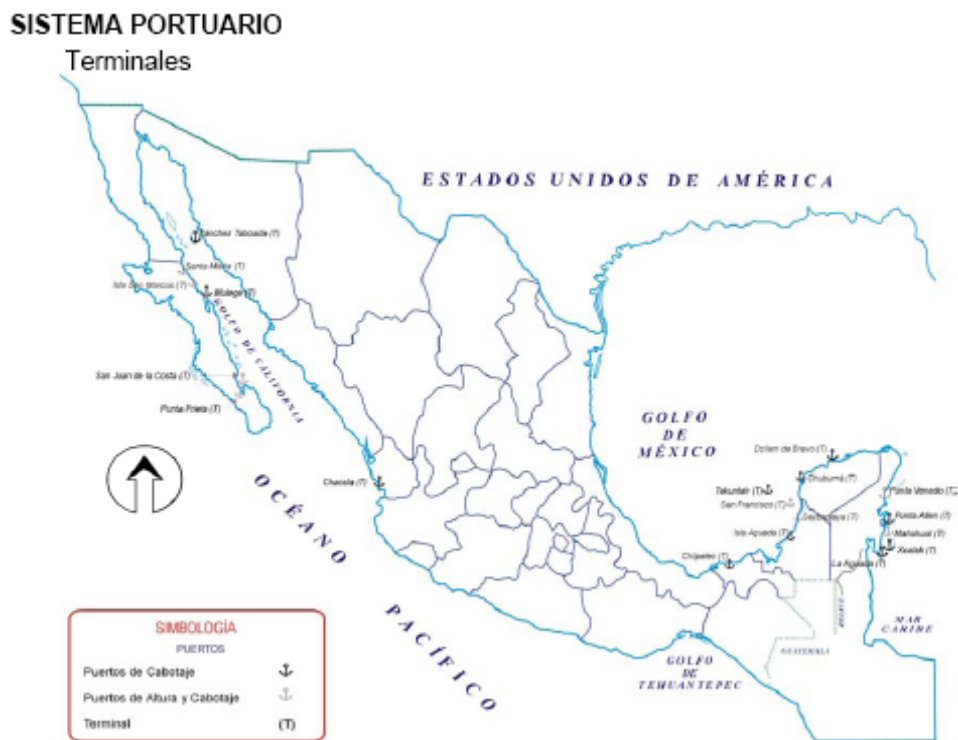 SISTEMA PORTUARIO
Terminales
ESTADOS UNIDOS DE AMÉRICA
Sánchez Taboada (T)
Santa María (T)
Isla San Marcos (T)
Mulege (T)
GOLFO DE CALIFORNIA
San Juan de la Costa (T)
Punta Prieta (T)
GOLFO
DE
MÉXICO
Dzilam de Bravo (T)
Chuburná (T)
Chacala (T)
Punta Venado (T)
San Francisco (T)
Punta Allen (T)
Isla Aguada (T)
Mahahual (T)
Xcalak (T)
La Aguada (T)
OCÉANO
PACÍFICO
BELICE
MAR
CARIBE
GUATEMALA
GOLFO
DE
TEHUANTEPEC
SIMBOLOGÍA
PUERTOS
Puertos de Cabotaje
Puertos de Altura y Cabotaje
Terminal (T)